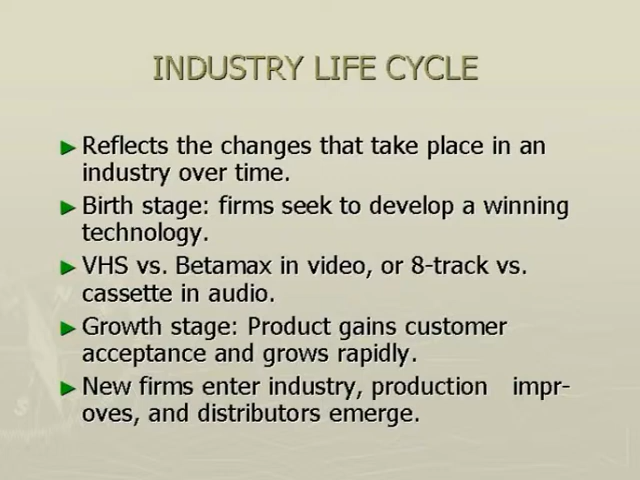 INDUSTRY LIFE CYCLE
Reflects the changes that take place in an
industry over time.
Birth stage: firms seek to develop a winning
technology.
VHS vs. Betamax in video, or 8-track vs.
cassette in audio.
Growth stage: Product gains customer
acceptance and grows rapidly.
New firms enter industry, production impr-
oves, and distributors emerge.